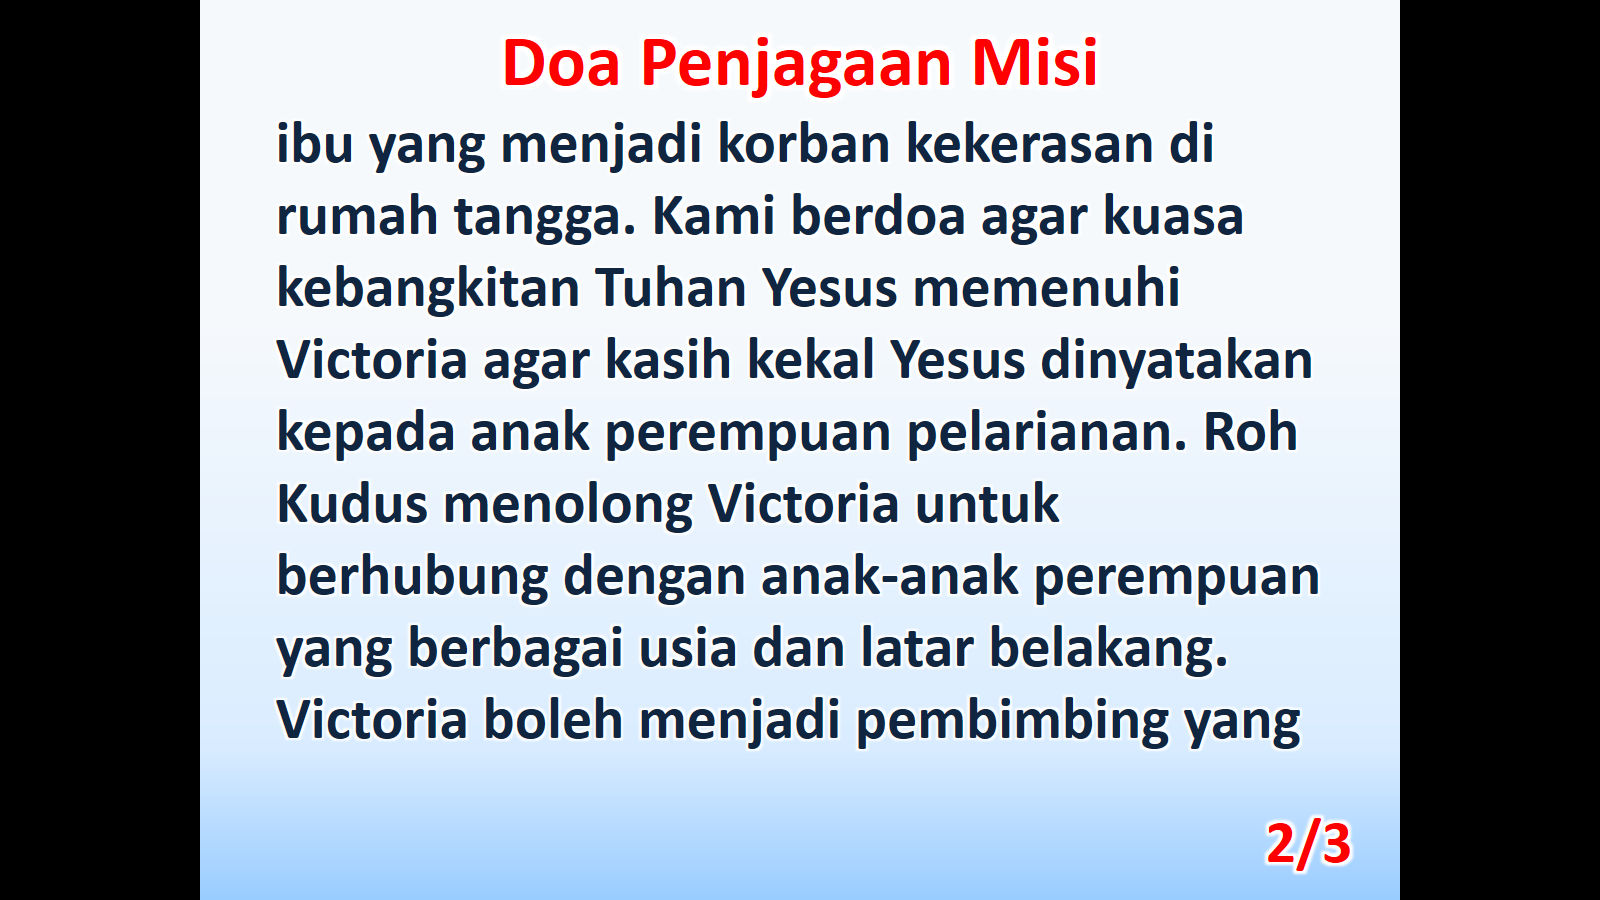 Doa Penjagaan Misi
ibu yang menjadi korban kekerasan di
rumah tangga. Kami berdoa agar kuasa
kebangkitan Tuhan Yesus memenuhi
Victoria agar kasih kekal Yesus dinyatakan
kepada anak perempuan pelarianan. Roh
Kudus menolong Victoria untuk
berhubung dengan anak-anak perempuan
yang berbagai usia dan latar belakang.
Victoria boleh menjadi pembimbing yang
2/3